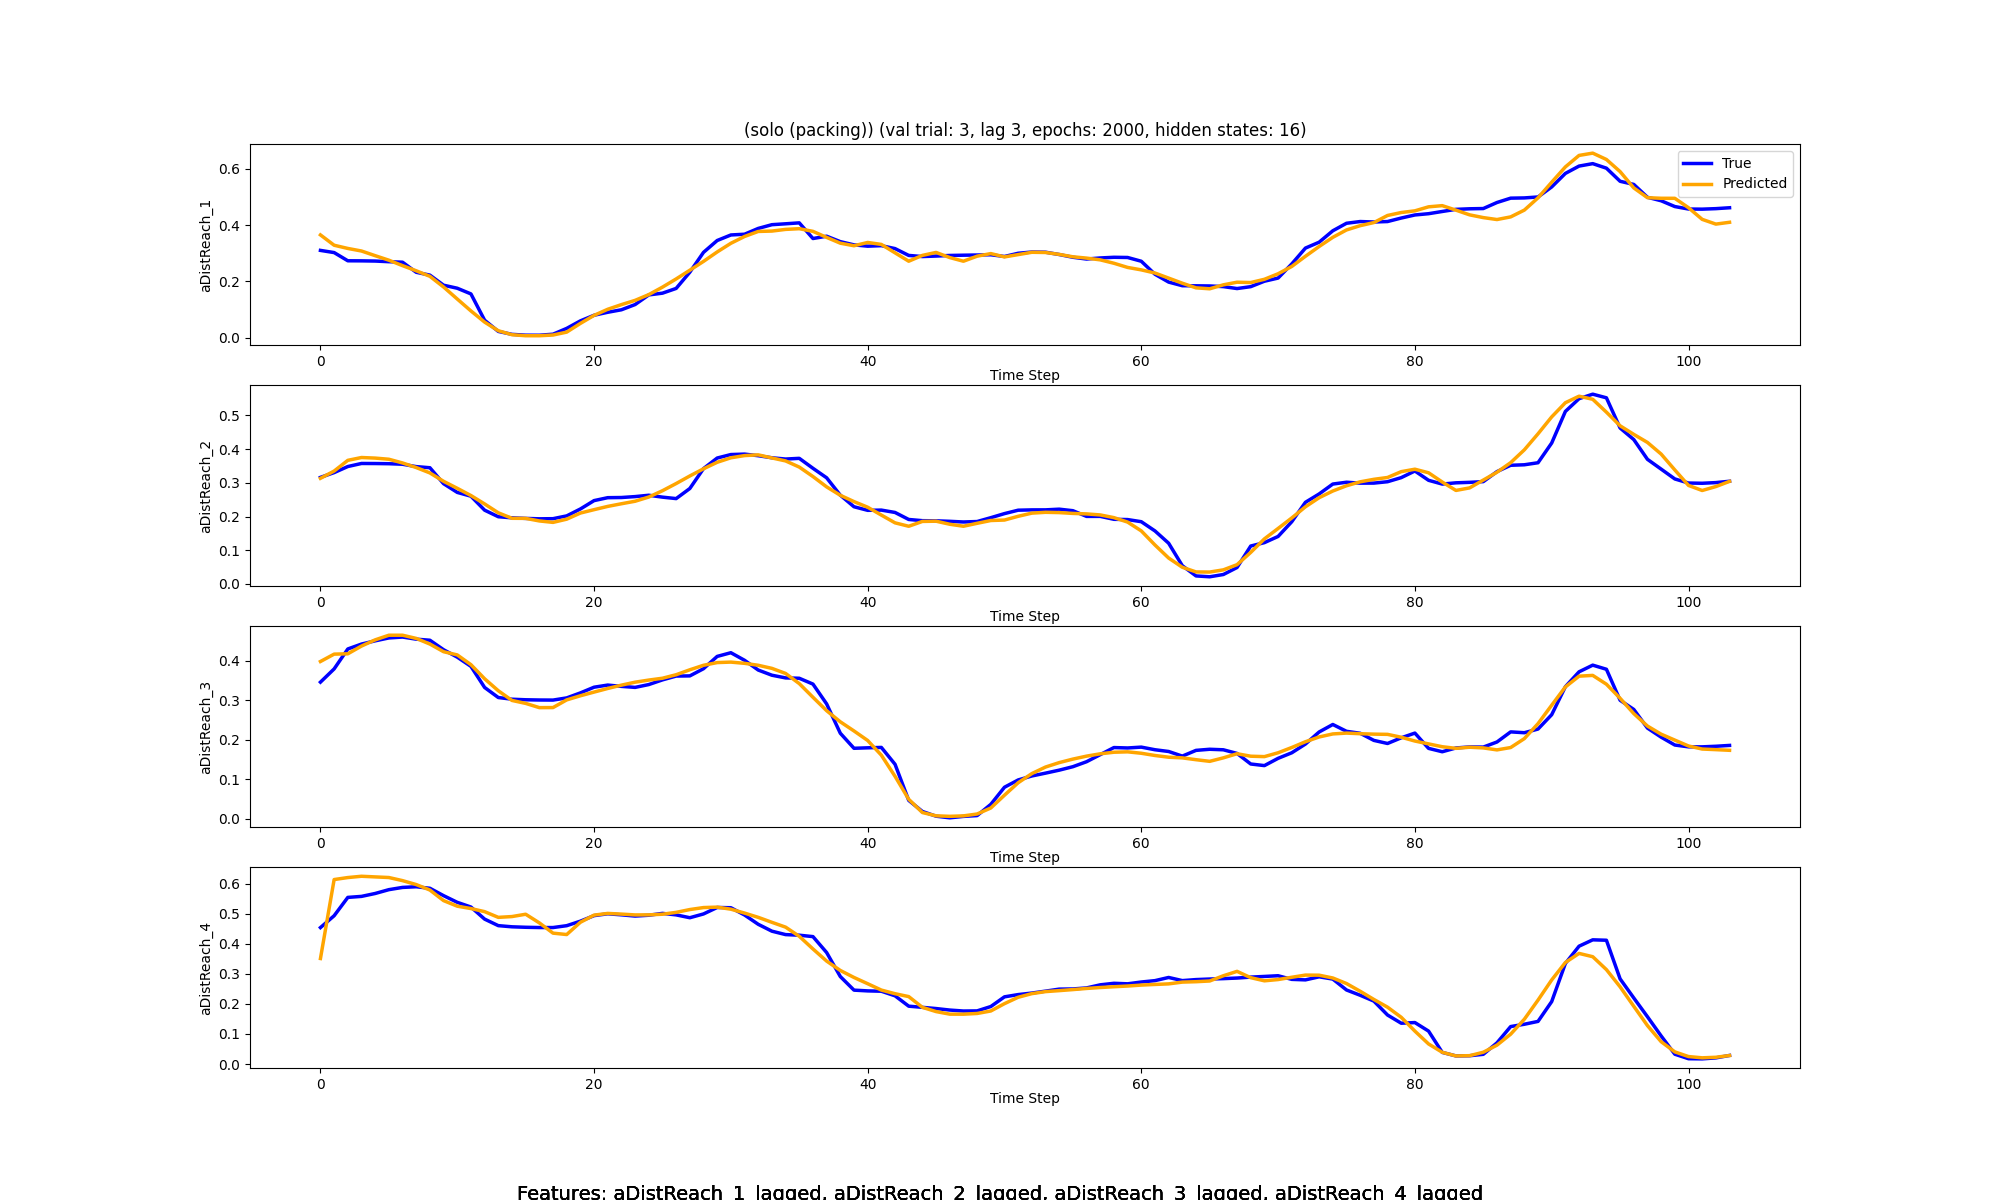 (solo (packing)) (val trial: 3, lag 3, epochs: 2000, hidden states: 16)
aDistReach_1
0.6
0.4
0.2
0.0
True
Predicted
0 20 40 60 80 100
Time Step
aDistReach_2
0.5
0.4
0.3
0.2
0.1
0.0
0 20 40 60 80 100
Time Step
aDistReach_3
0.4
0.3
0.2
0.1
0.0
0 20 40 60 80 100
Time Step
aDistReach_4
0.6
0.5
0.4
0.3
0.2
0.1
0.0
0 20 40 60 80 100
Time Step
Features: aDistReach_1_lagged, aDistReach_2_lagged, aDistReach_3_lagged, aDistReach_4_lagged